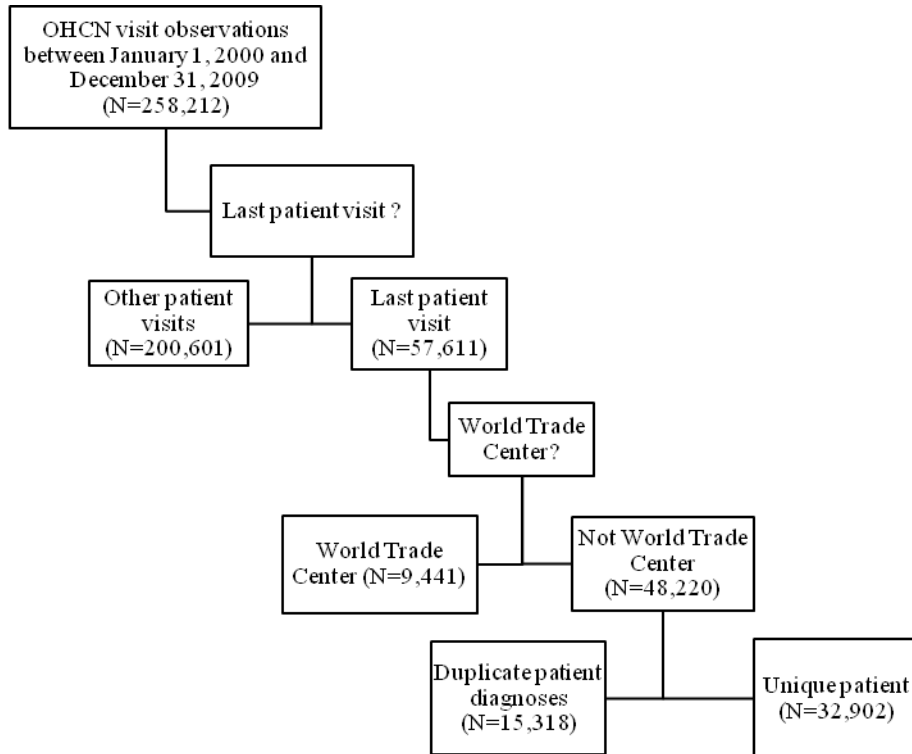 OHCN visit observations
between January 1, 2000 and
December 31, 2009
(N=258,212)
Last patient visit ?
Other patient
visits
(N=200,601)
Last patient
visit
(N=57,611)
World Trade
Center?
World Trade
Center (N=9,441)
Not World Trade
Center
(N=48,220)
Duplicate patient
diagnoses
(N=15,318)
Unique patient
(N=32,902)